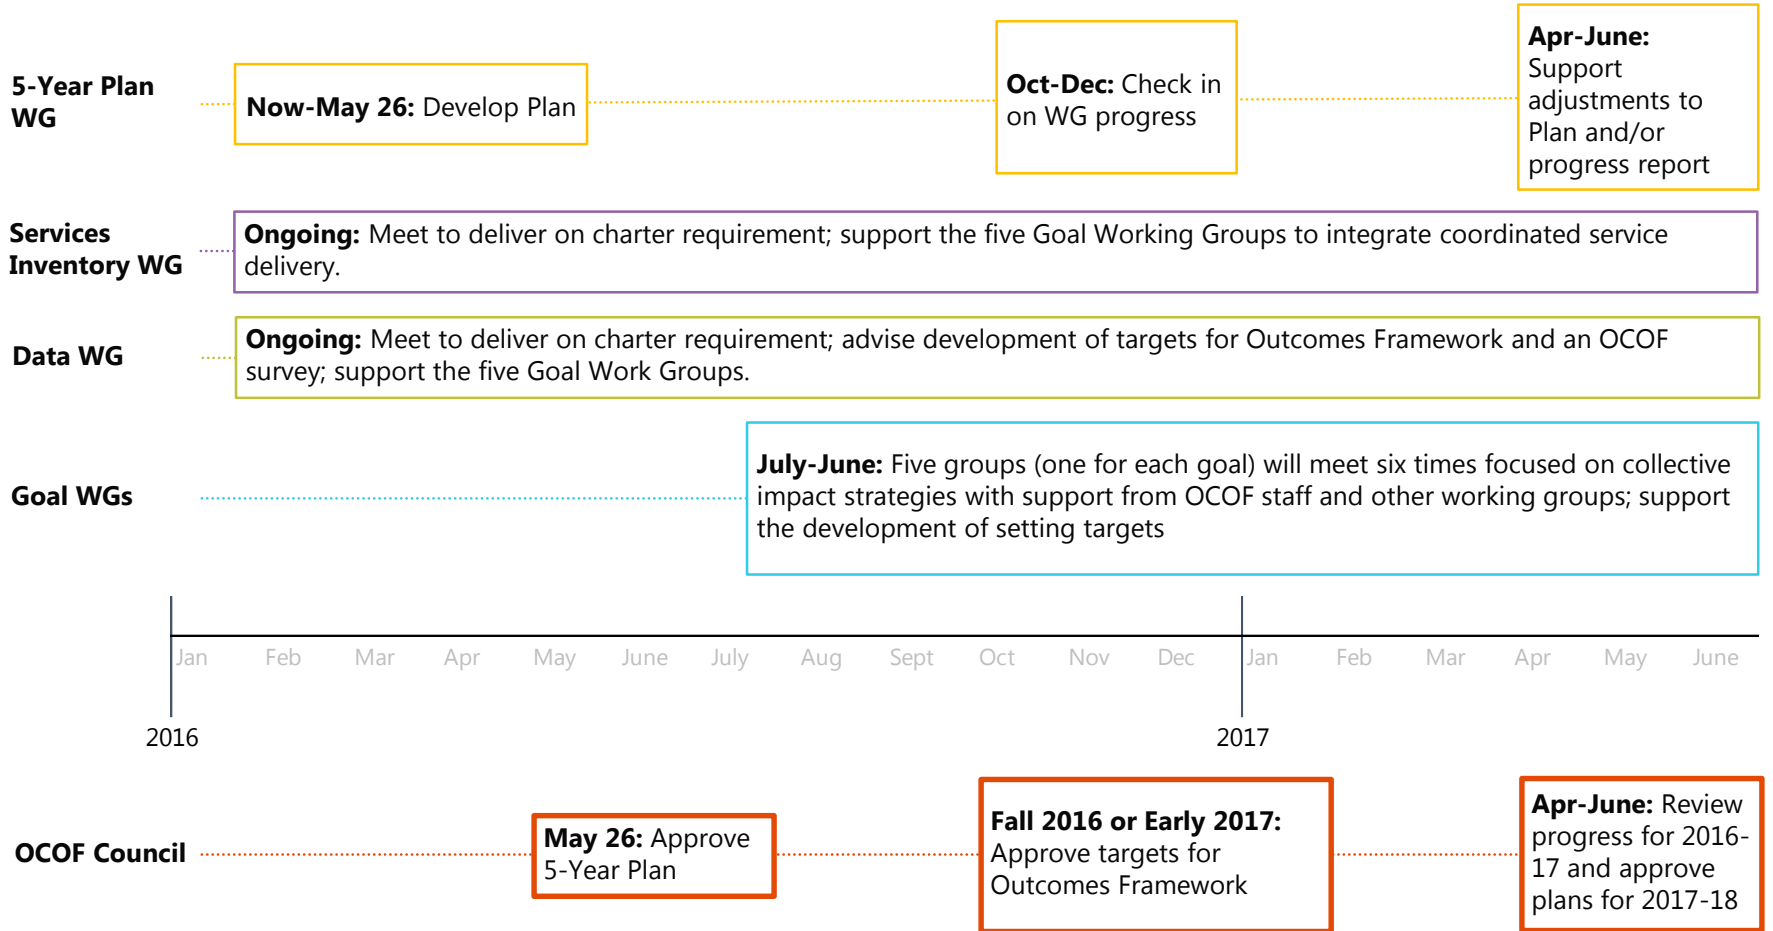 5-Year Plan
WG
Now-May 26: Develop Plan
Oct-Dec: Check in
on WG progress
Apr-June:
Support
adjustments to
Plan and/or
progress report
Services
Inventory WG
Ongoing: Meet to deliver on charter requirement; support the five Goal Working Groups to integrate coordinated service
delivery.
Data WG
Ongoing: Meet to deliver on charter requirement; advise development of targets for Outcomes Framework and an OCOF
survey; support the five Goal Work Groups.
Goal WGs
July-June: Five groups (one for each goal) will meet six times focused on collective
impact strategies with support from OCOF staff and other working groups; support
the development of setting targets
Jan Feb Mar Apr May June July Aug Sept Oct Nov Dec Jan Feb Mar Apr May June
2016 2017
OCOF Council
May 26: Approve
5-Year Plan
Fall 2016 or Early 2017:
Approve targets for
Outcomes Framework
Apr-June: Review
progress for 2016-
17 and approve
plans for 2017-18